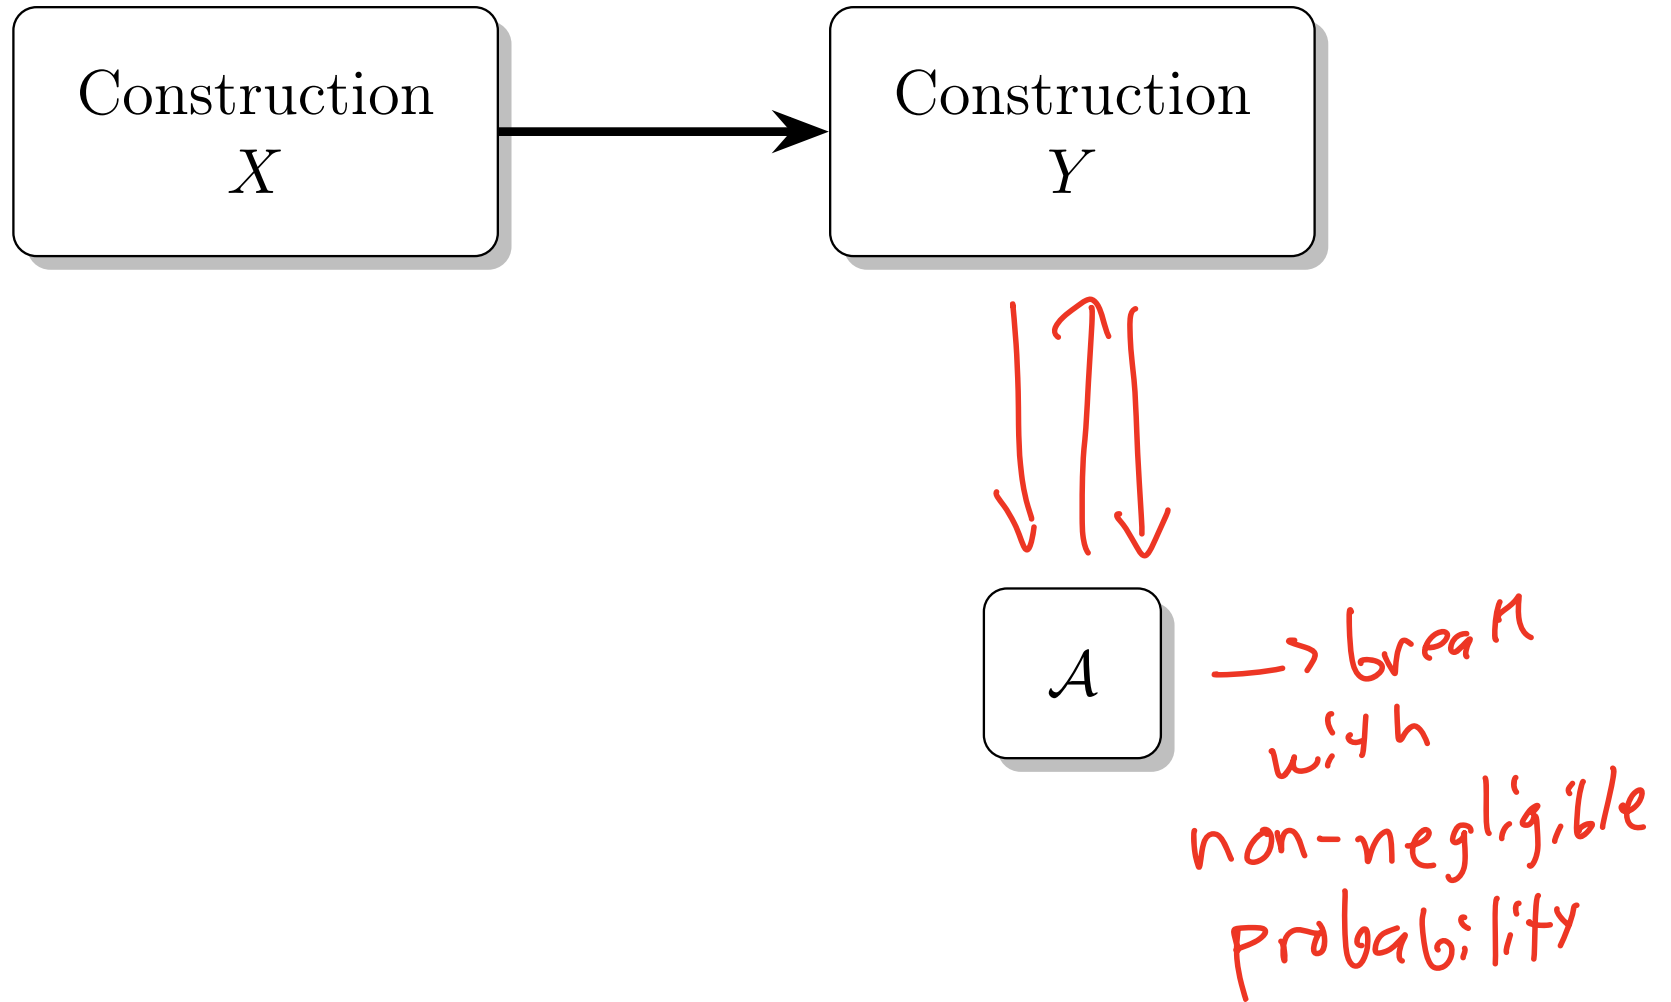 Construction
X
Construction
Y
A
break
with
non-negligible
probability